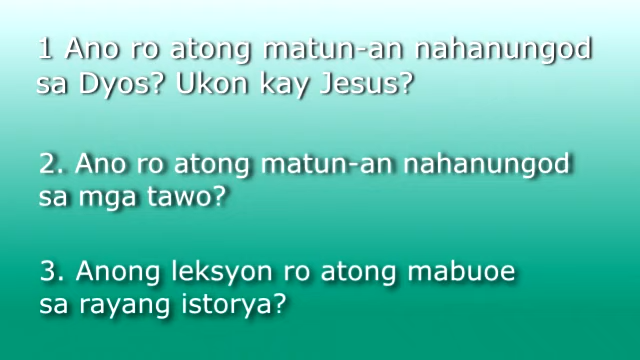 1 Ano ro atong matun-an nahanungod
sa Dyos? Ukon kay Jesus?
2. Ano ro atong matun-an nahanungod
sa mga tawo?
3. Anong leksyon ro atong mabuoe
sa rayang istorya?